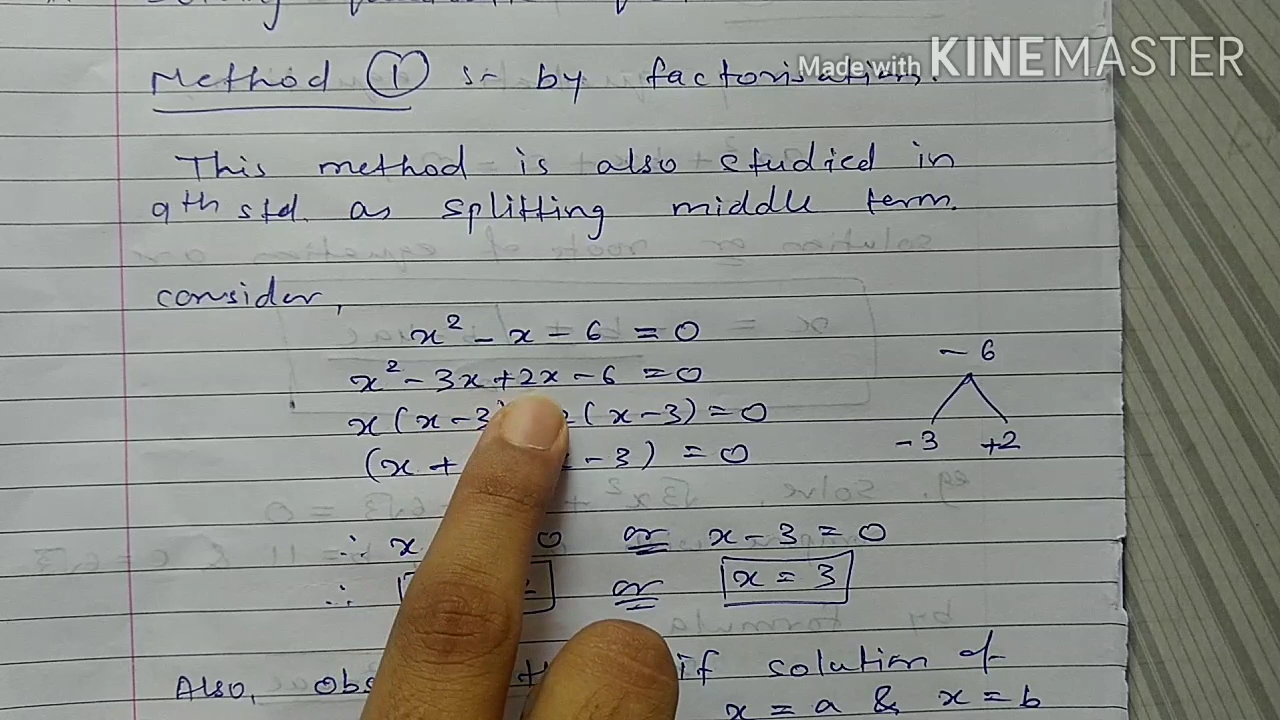 Made with KINEMASTER
Method ① :- by factorisation.
This method is also studied in
9th std. as splitting middle term.
consider,
x² - x - 6 = 0
x² - 3x + 2x - 6 = 0
x (x - 3) 2 (x - 3) = 0
(x + x - 3) = 0
- 6
- 3 + 2
∴ x 0 or x - 3 = 0
∴ or x = 3
Also, obs if solution of
x = a & x = b